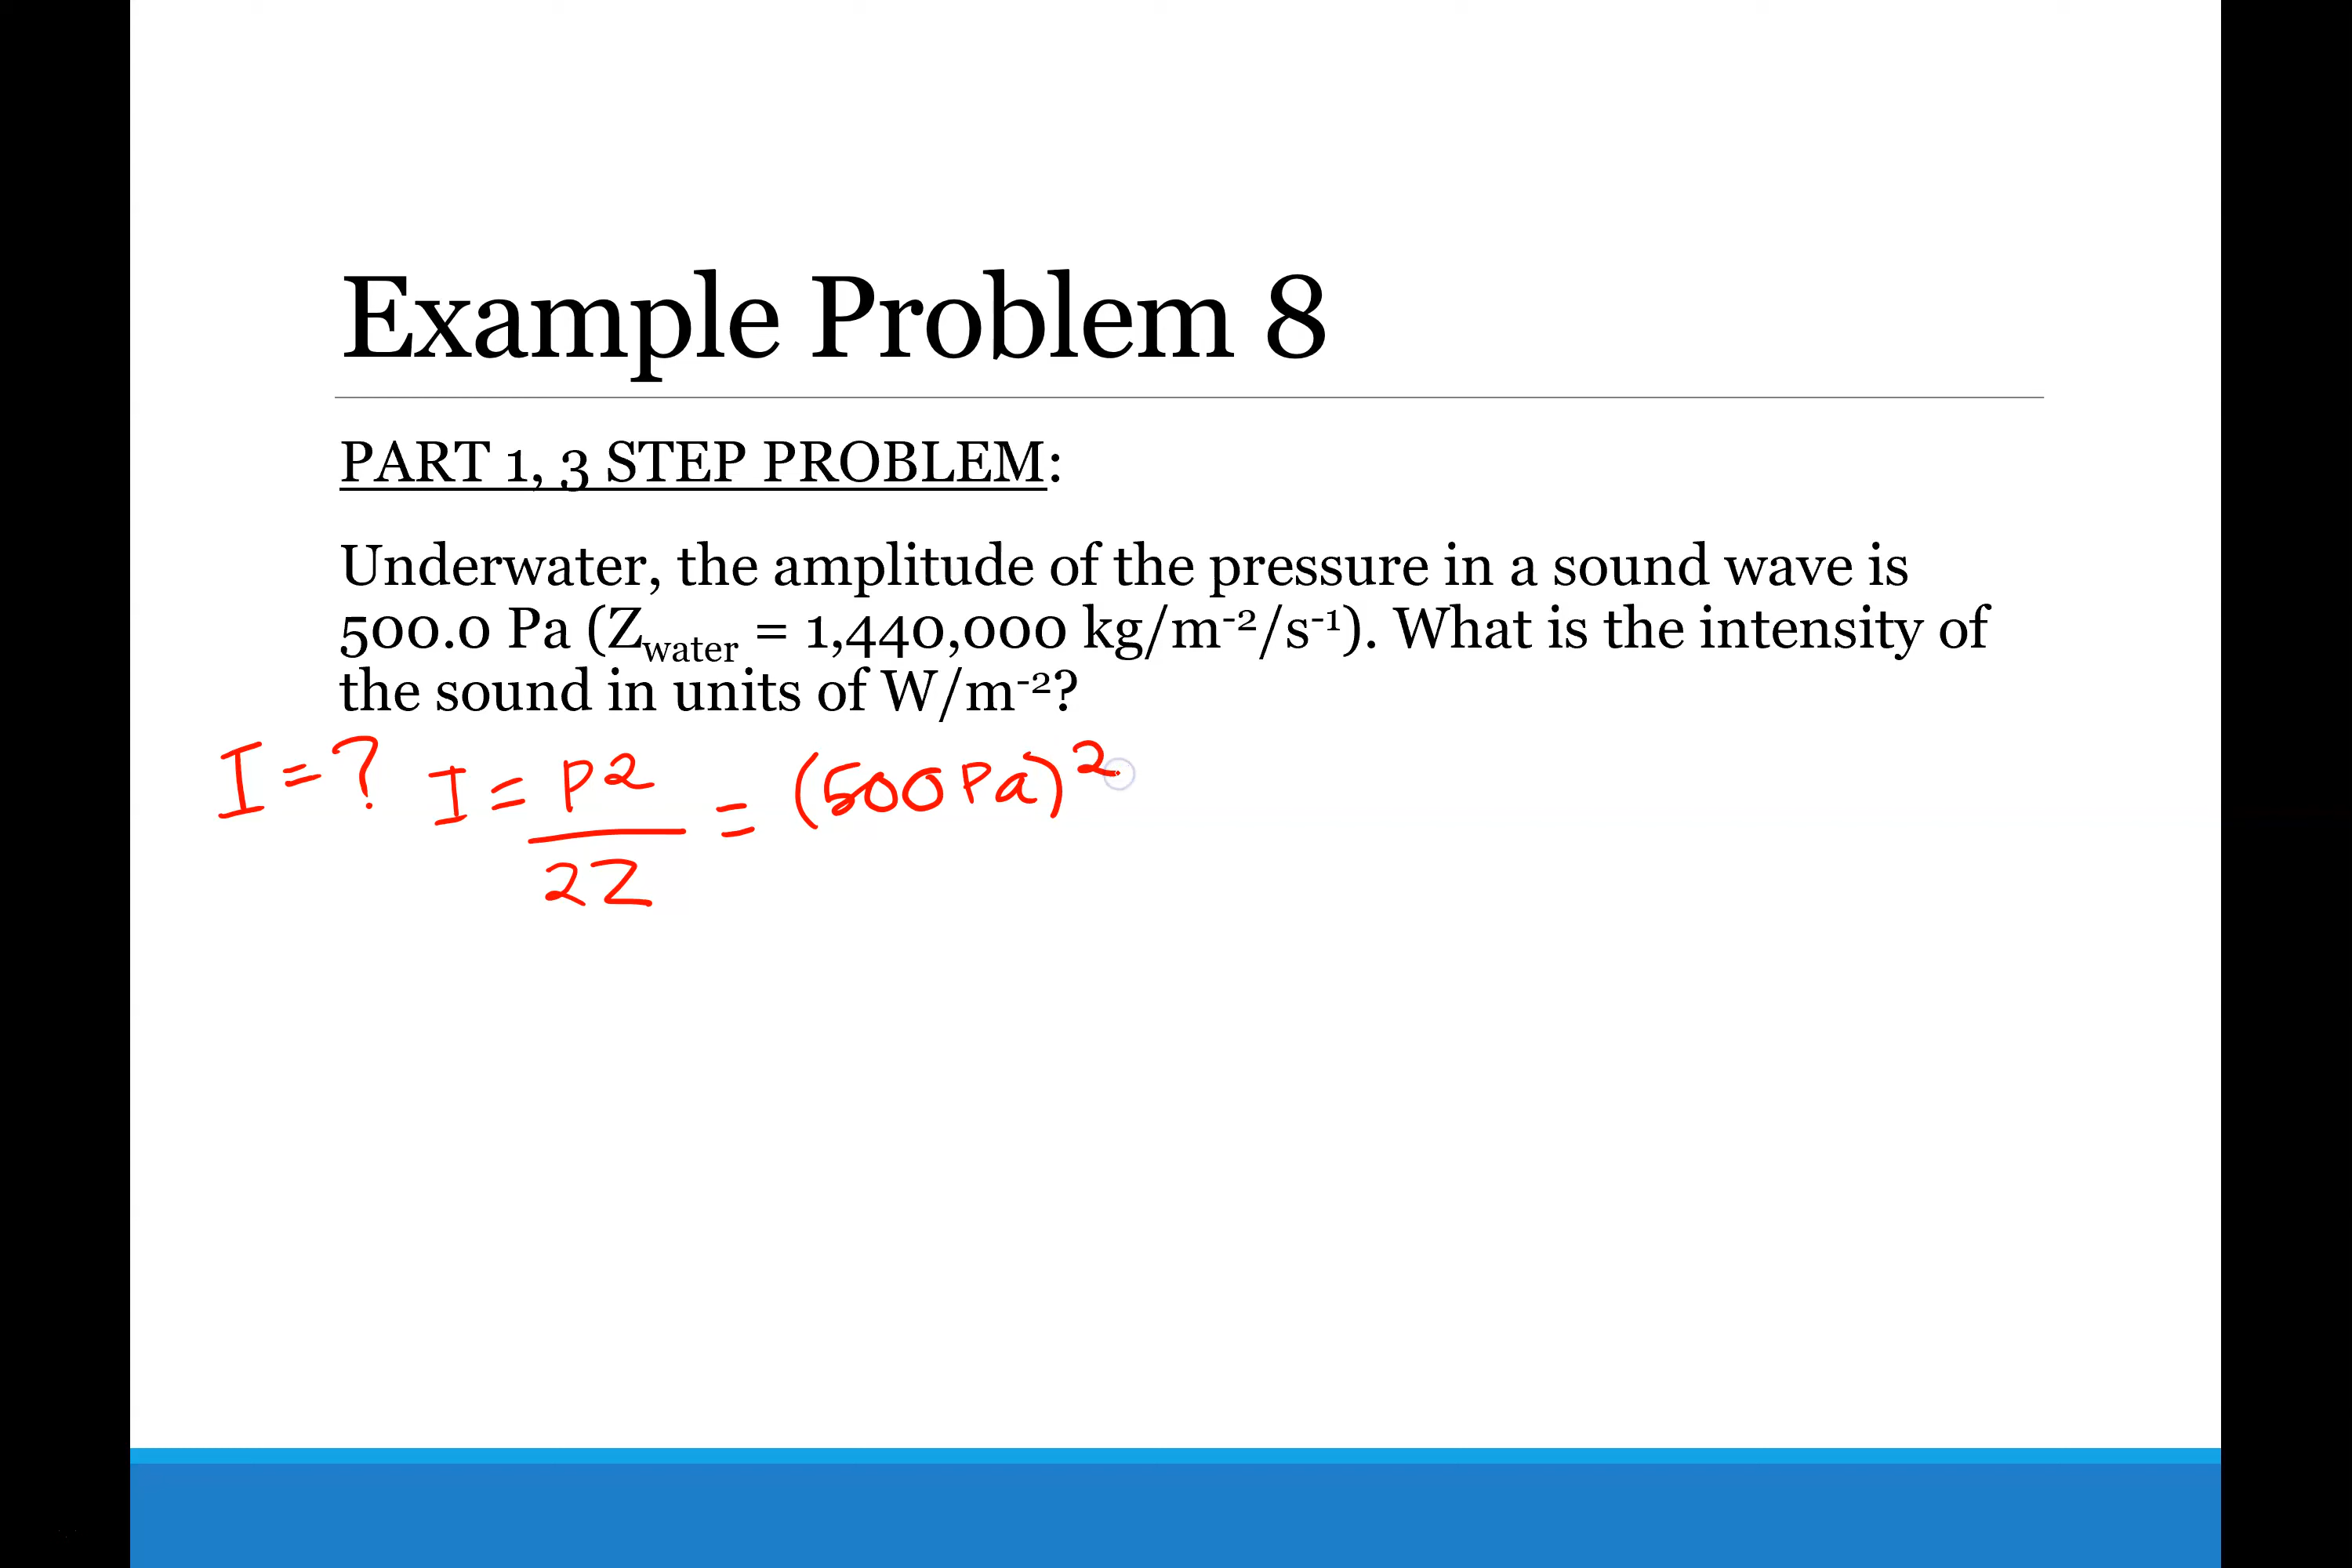 Example Problem 8
PART 1, 3 STEP PROBLEM:
Underwater, the amplitude of the pressure in a sound wave is
500.0 Pa (Z_water = 1,440,000 kg/m⁻²/s⁻¹). What is the intensity of
the sound in units of W/m⁻²?
I = ? I = P² / 2Z = (500 Pa)²